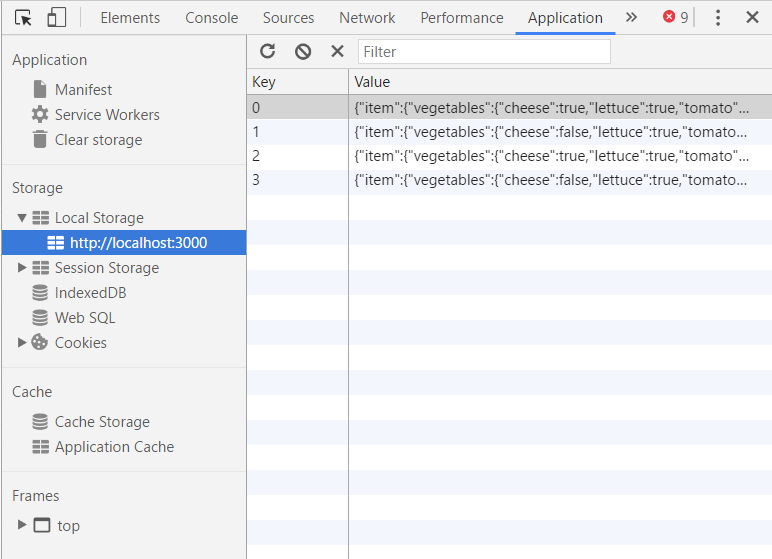 Elements Console Sources Network Performance Application » 9
Application
Manifest
Service Workers
Clear storage
Storage
Local Storage
http://localhost:3000
Session Storage
IndexedDB
Web SQL
Cookies
Cache
Cache Storage
Application Cache
Frames
top
Filter
Key Value
0 {"item":{"vegetables":{"cheese":true,"lettuce":true,"tomato"...
1 {"item":{"vegetables":{"cheese":false,"lettuce":true,"tomato...
2 {"item":{"vegetables":{"cheese":true,"lettuce":true,"tomato"...
3 {"item":{"vegetables":{"cheese":false,"lettuce":true,"tomato...